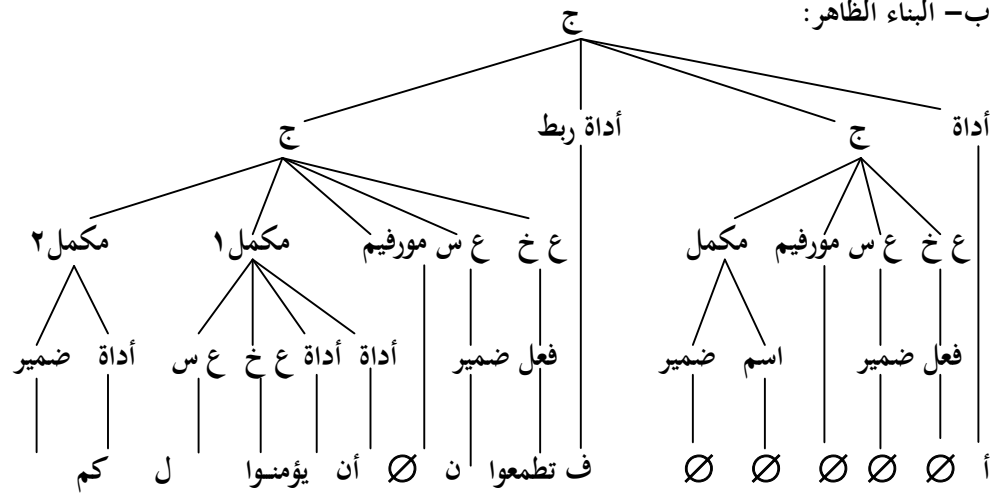 ب– البناء الظاهر:
ج
أداة ج أداة ربط ج
ع خ ع س مورفيم مكمل ع خ ع س مورفيم مكمل١ مكمل٢
فعل ضمير اسم ضمير فعل ضمير أداة أداة ع خ ع س أداة ضمير
أ ∅ ∅ ∅ ∅ ∅ ف تطمعوا ن ∅ أن يؤمنـوا ل كم